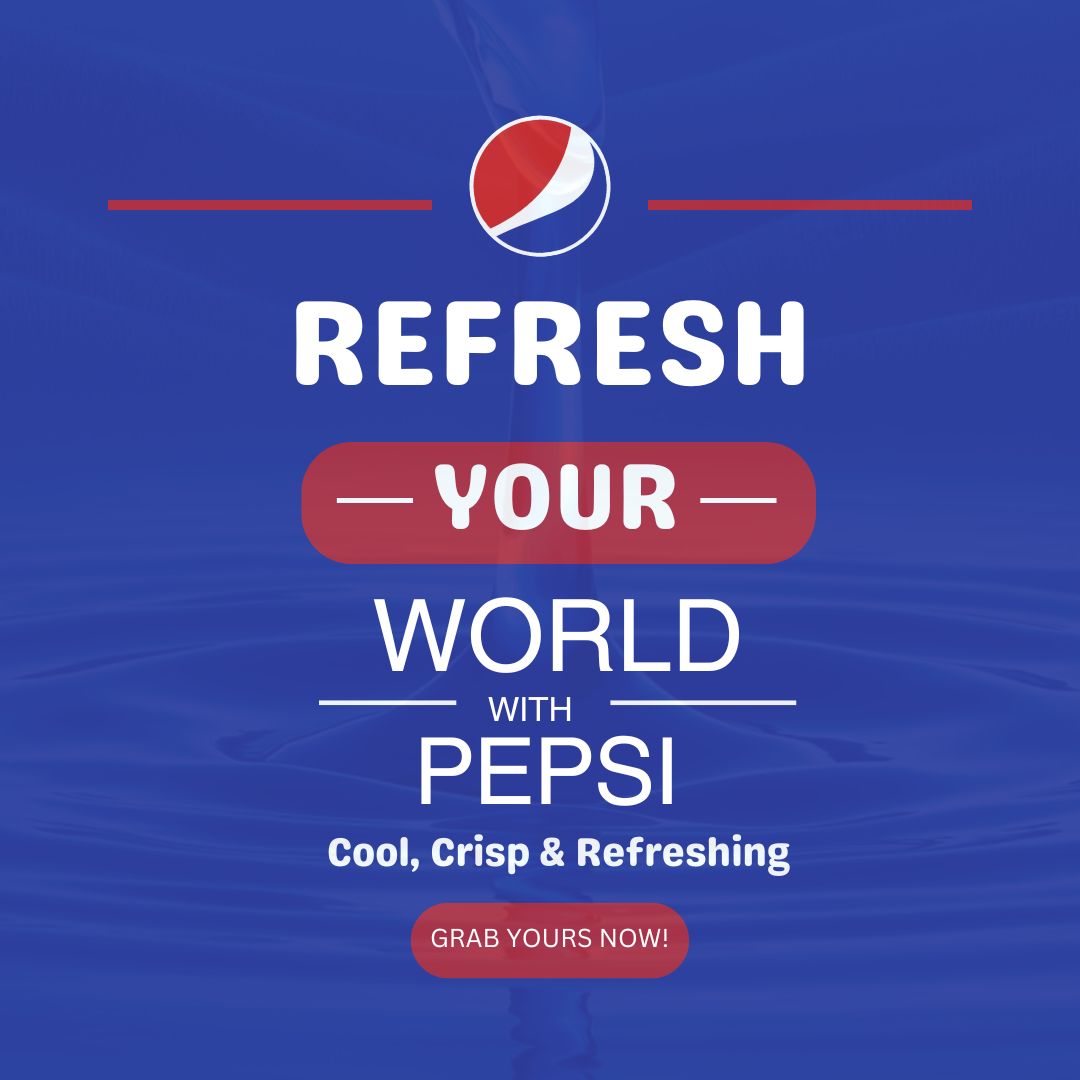 REFRESH
YOUR
WORLD
WITH
PEPSI
Cool, Crisp & Refreshing
GRAB YOURS NOW!